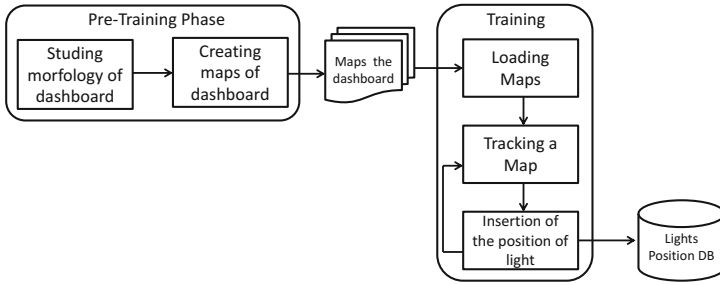 Pre-Training Phase
Studing
morfology of
dashboard
Creating
maps of
dashboard
Maps the
dashboard
Training
Loading
Maps
Tracking a
Map
Insertion of
the position of
light
Lights
Position DB